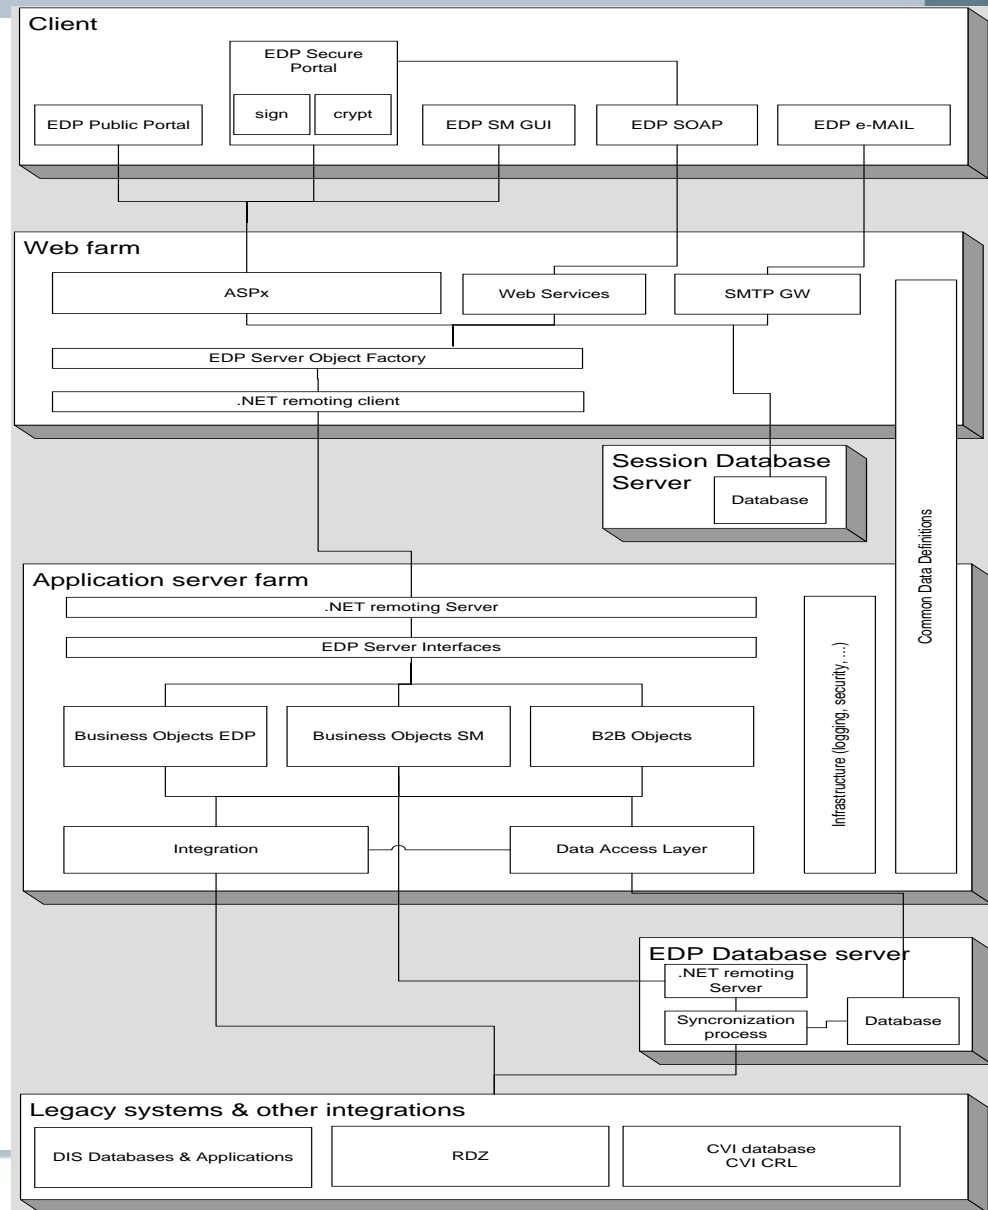 Client
EDP Secure
Portal
sign
crypt
EDP Public Portal
EDP SM GUI
EDP SOAP
EDP e-MAIL
Web farm
ASPx
Web Services
SMTP GW
EDP Server Object Factory
.NET remoting client
Session Database
Server
Database
Common Data Definitions
Application server farm
.NET remoting Server
EDP Server Interfaces
Business Objects EDP
Business Objects SM
B2B Objects
Infrastructure (logging, security, ...)
Integration
Data Access Layer
EDP Database server
.NET remoting
Server
Syncronization
process
Database
Legacy systems & other integrations
DIS Databases & Applications
RDZ
CVI database
CVI CRL